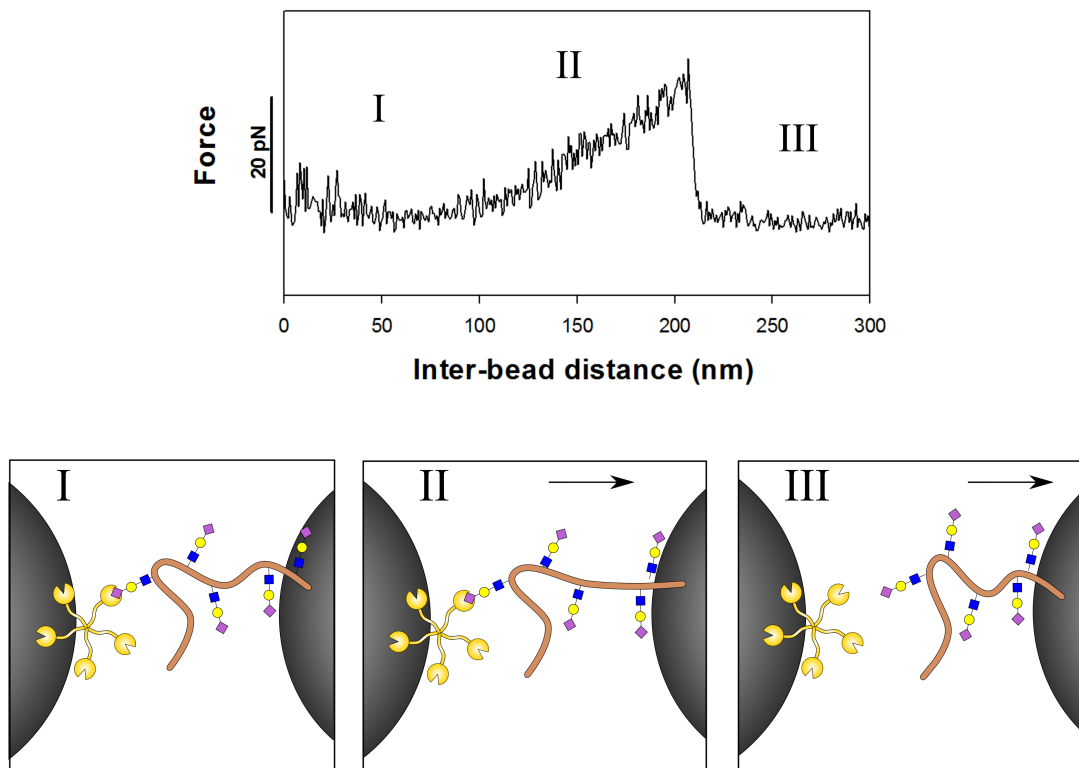 I
II
III
Force
20 pN
0 50 100 150 200 250 300
Inter-bead distance (nm)
I
II
III